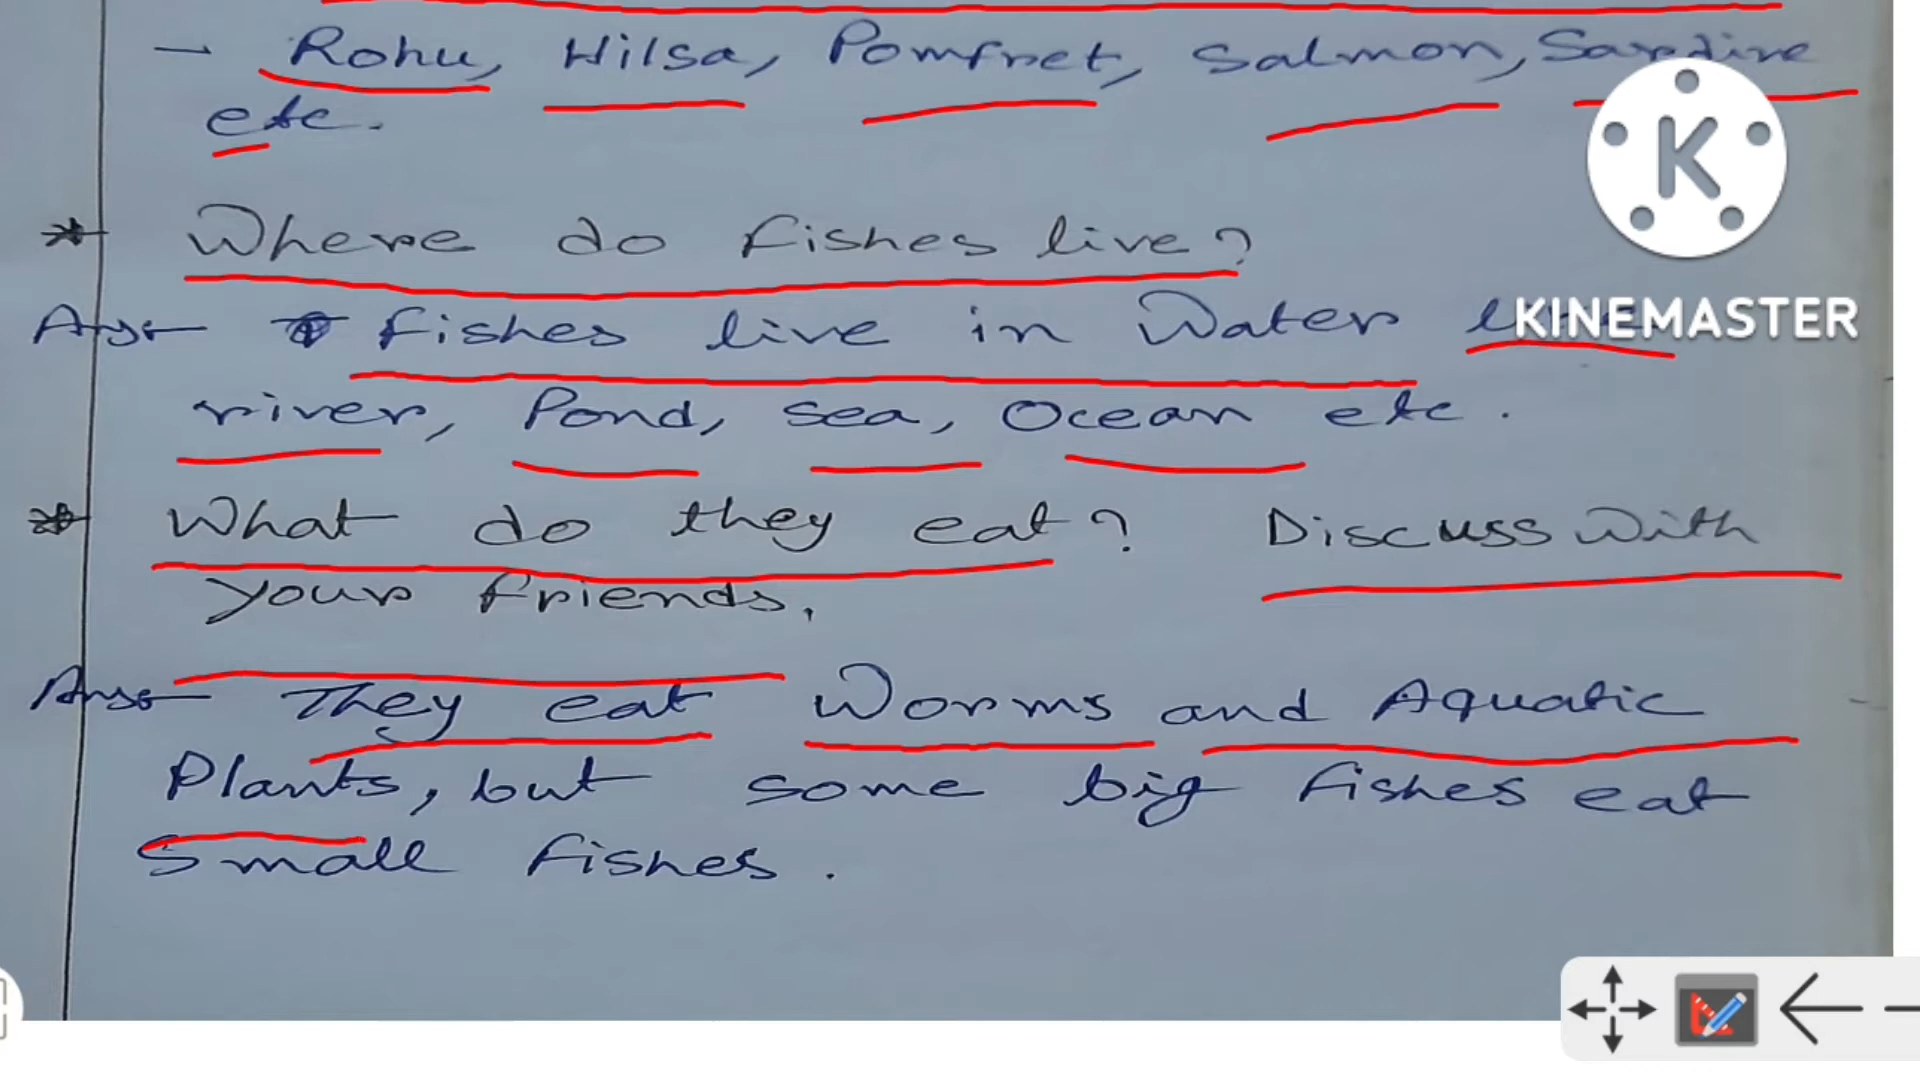 - Rohu, Hilsa, Pomfret, Salmon, Sardine
etc.
* Where do fishes live?
KINEMASTER
Ans- Fishes live in Water
river, Pond, Sea, Ocean etc.
* What do they eat? Discuss with
your friends.
Ans- They eat Worms and Aquatic
Plants, but some big fishes eat
Small fishes.